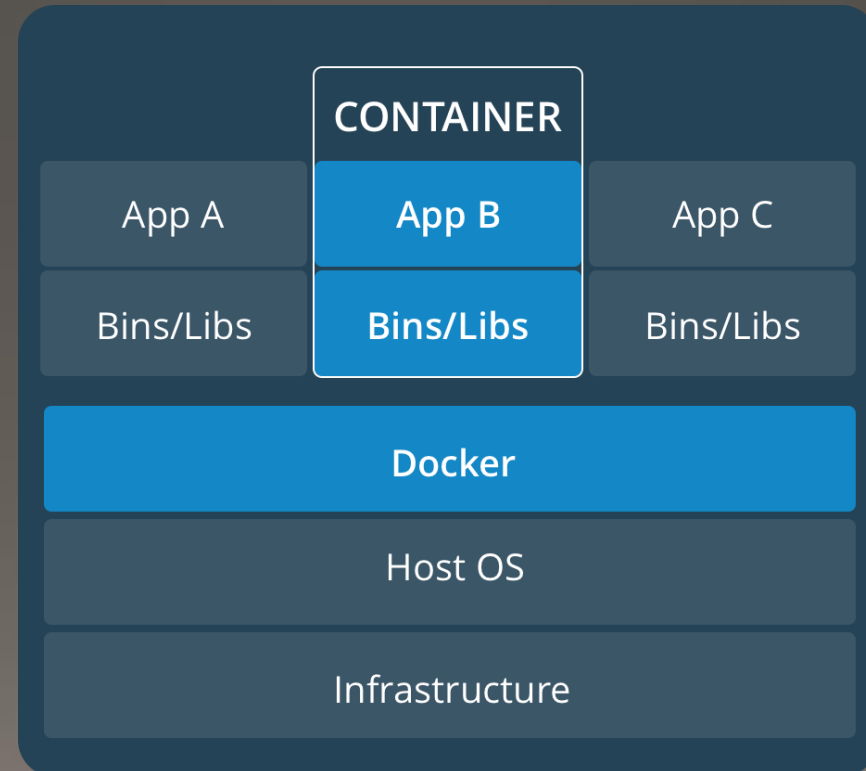 CONTAINER
App A
App B
App C
Bins/Libs
Bins/Libs
Bins/Libs
Docker
Host OS
Infrastructure